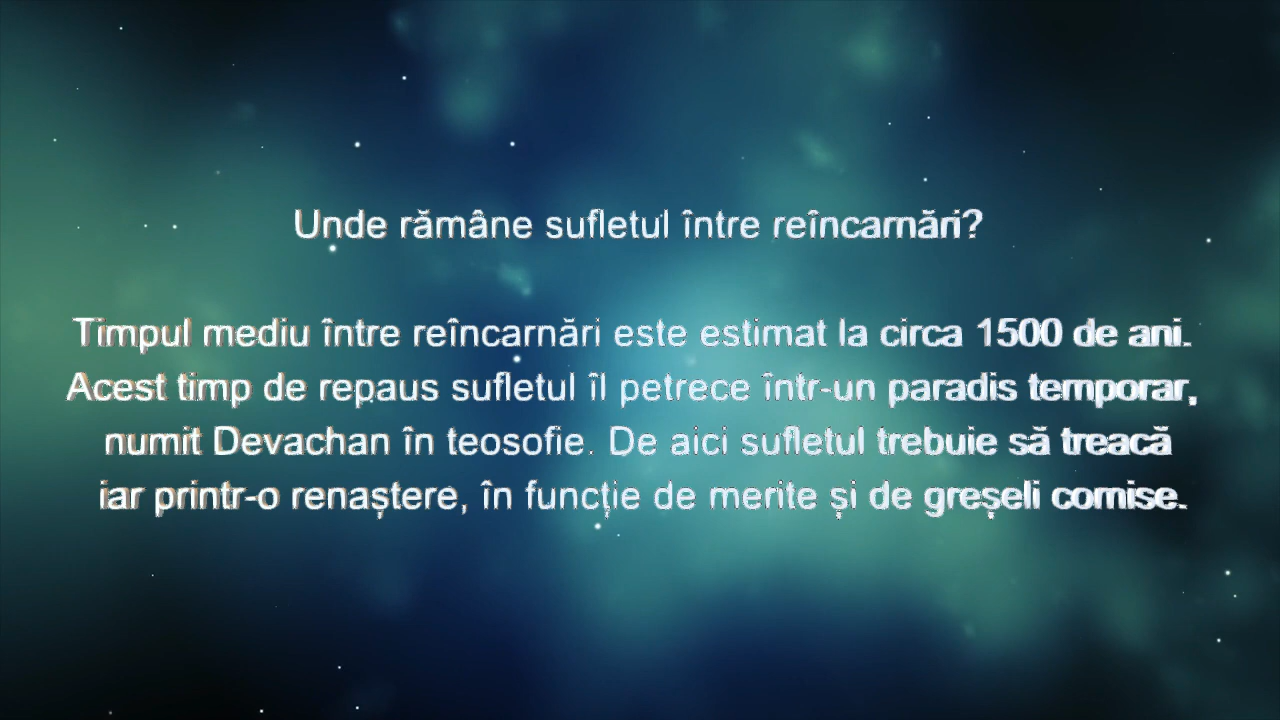 Unde rămâne sufletul între reîncarnări?
Timpul mediu între reîncarnări este estimat la circa 1500 de ani.
Acest timp de repaus sufletul îl petrece într-un paradis temporar,
numit Devachan în teosofie. De aici sufletul trebuie să treacă
iar printr-o renaștere, în funcție de merite și de greșeli comise.